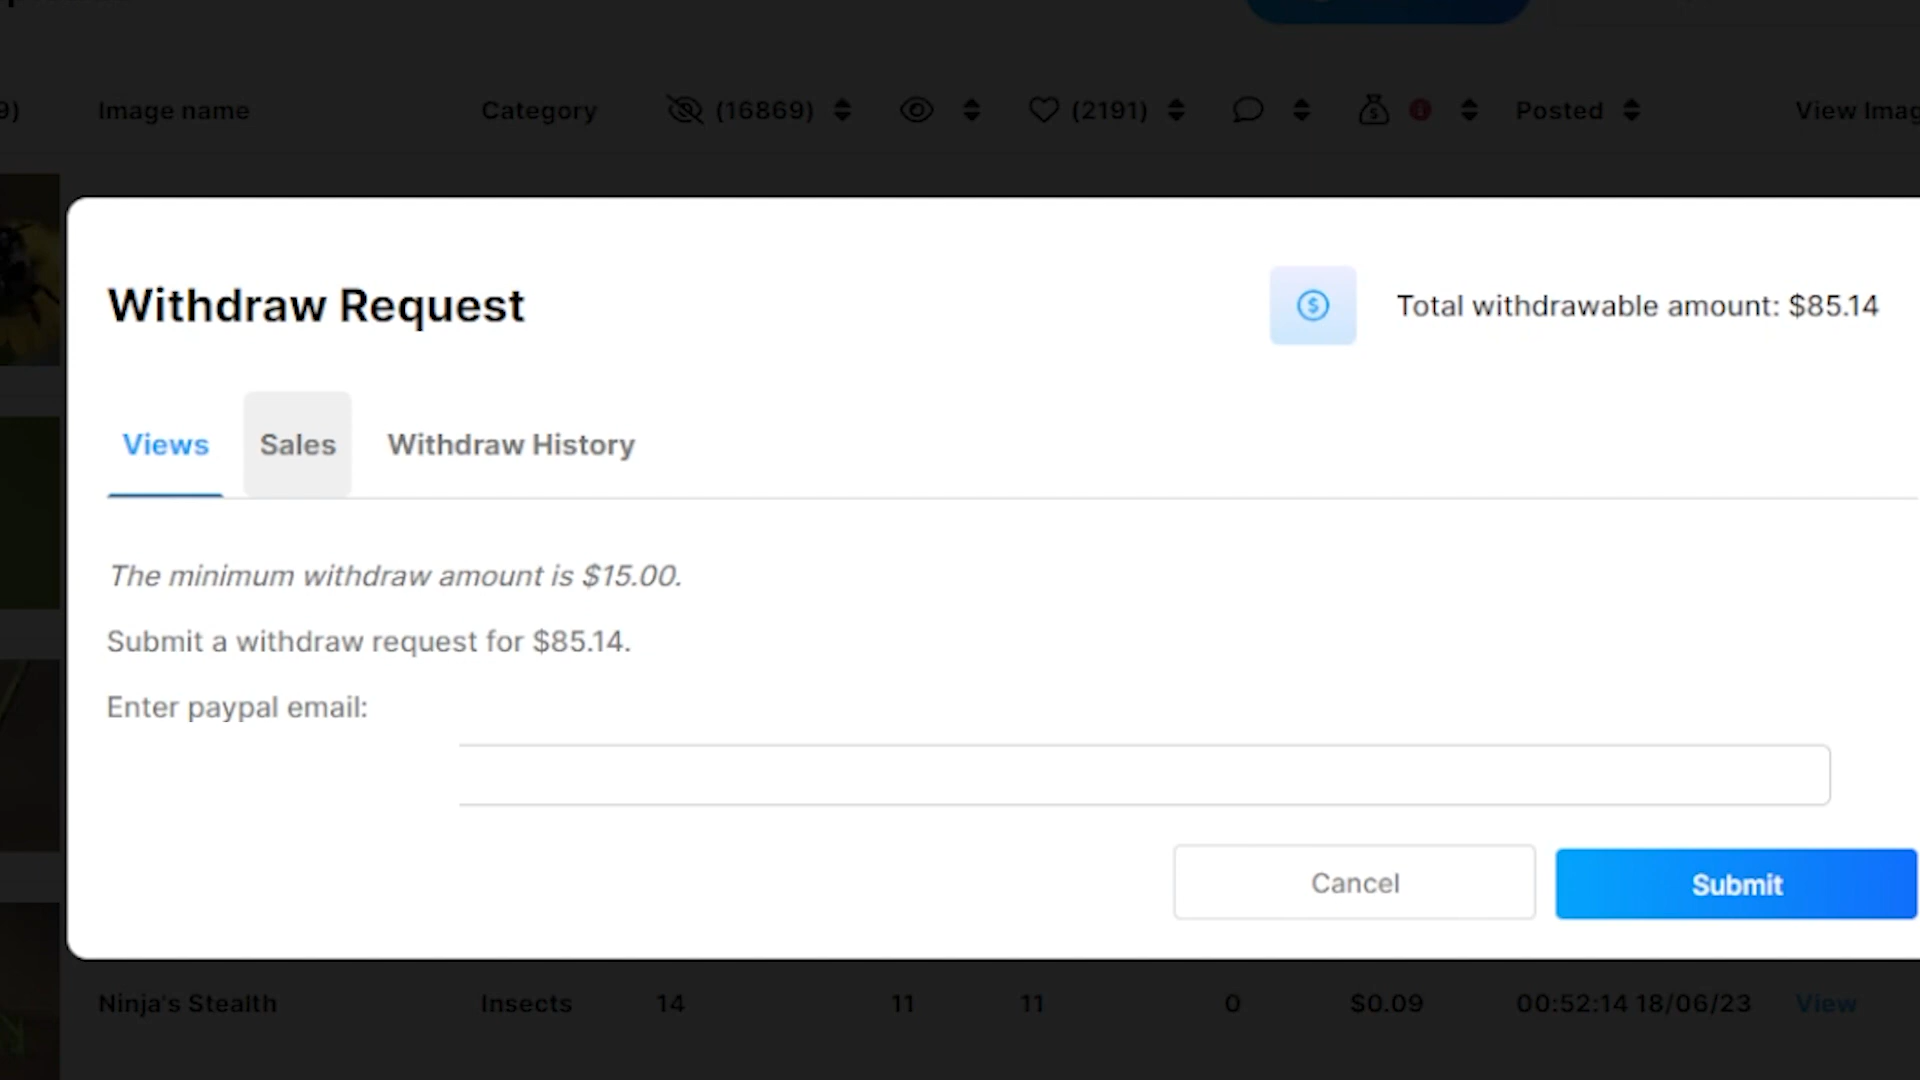 9) Image name Category (16869) (2191) Posted View Imag
Withdraw Request
Total withdrawable amount: $85.14
Views Sales Withdraw History
The minimum withdraw amount is $15.00.
Submit a withdraw request for $85.14.
Enter paypal email:
Cancel Submit
Ninja's Stealth Insects 14 11 11 0 $0.09 00:52:14 18/06/23 View